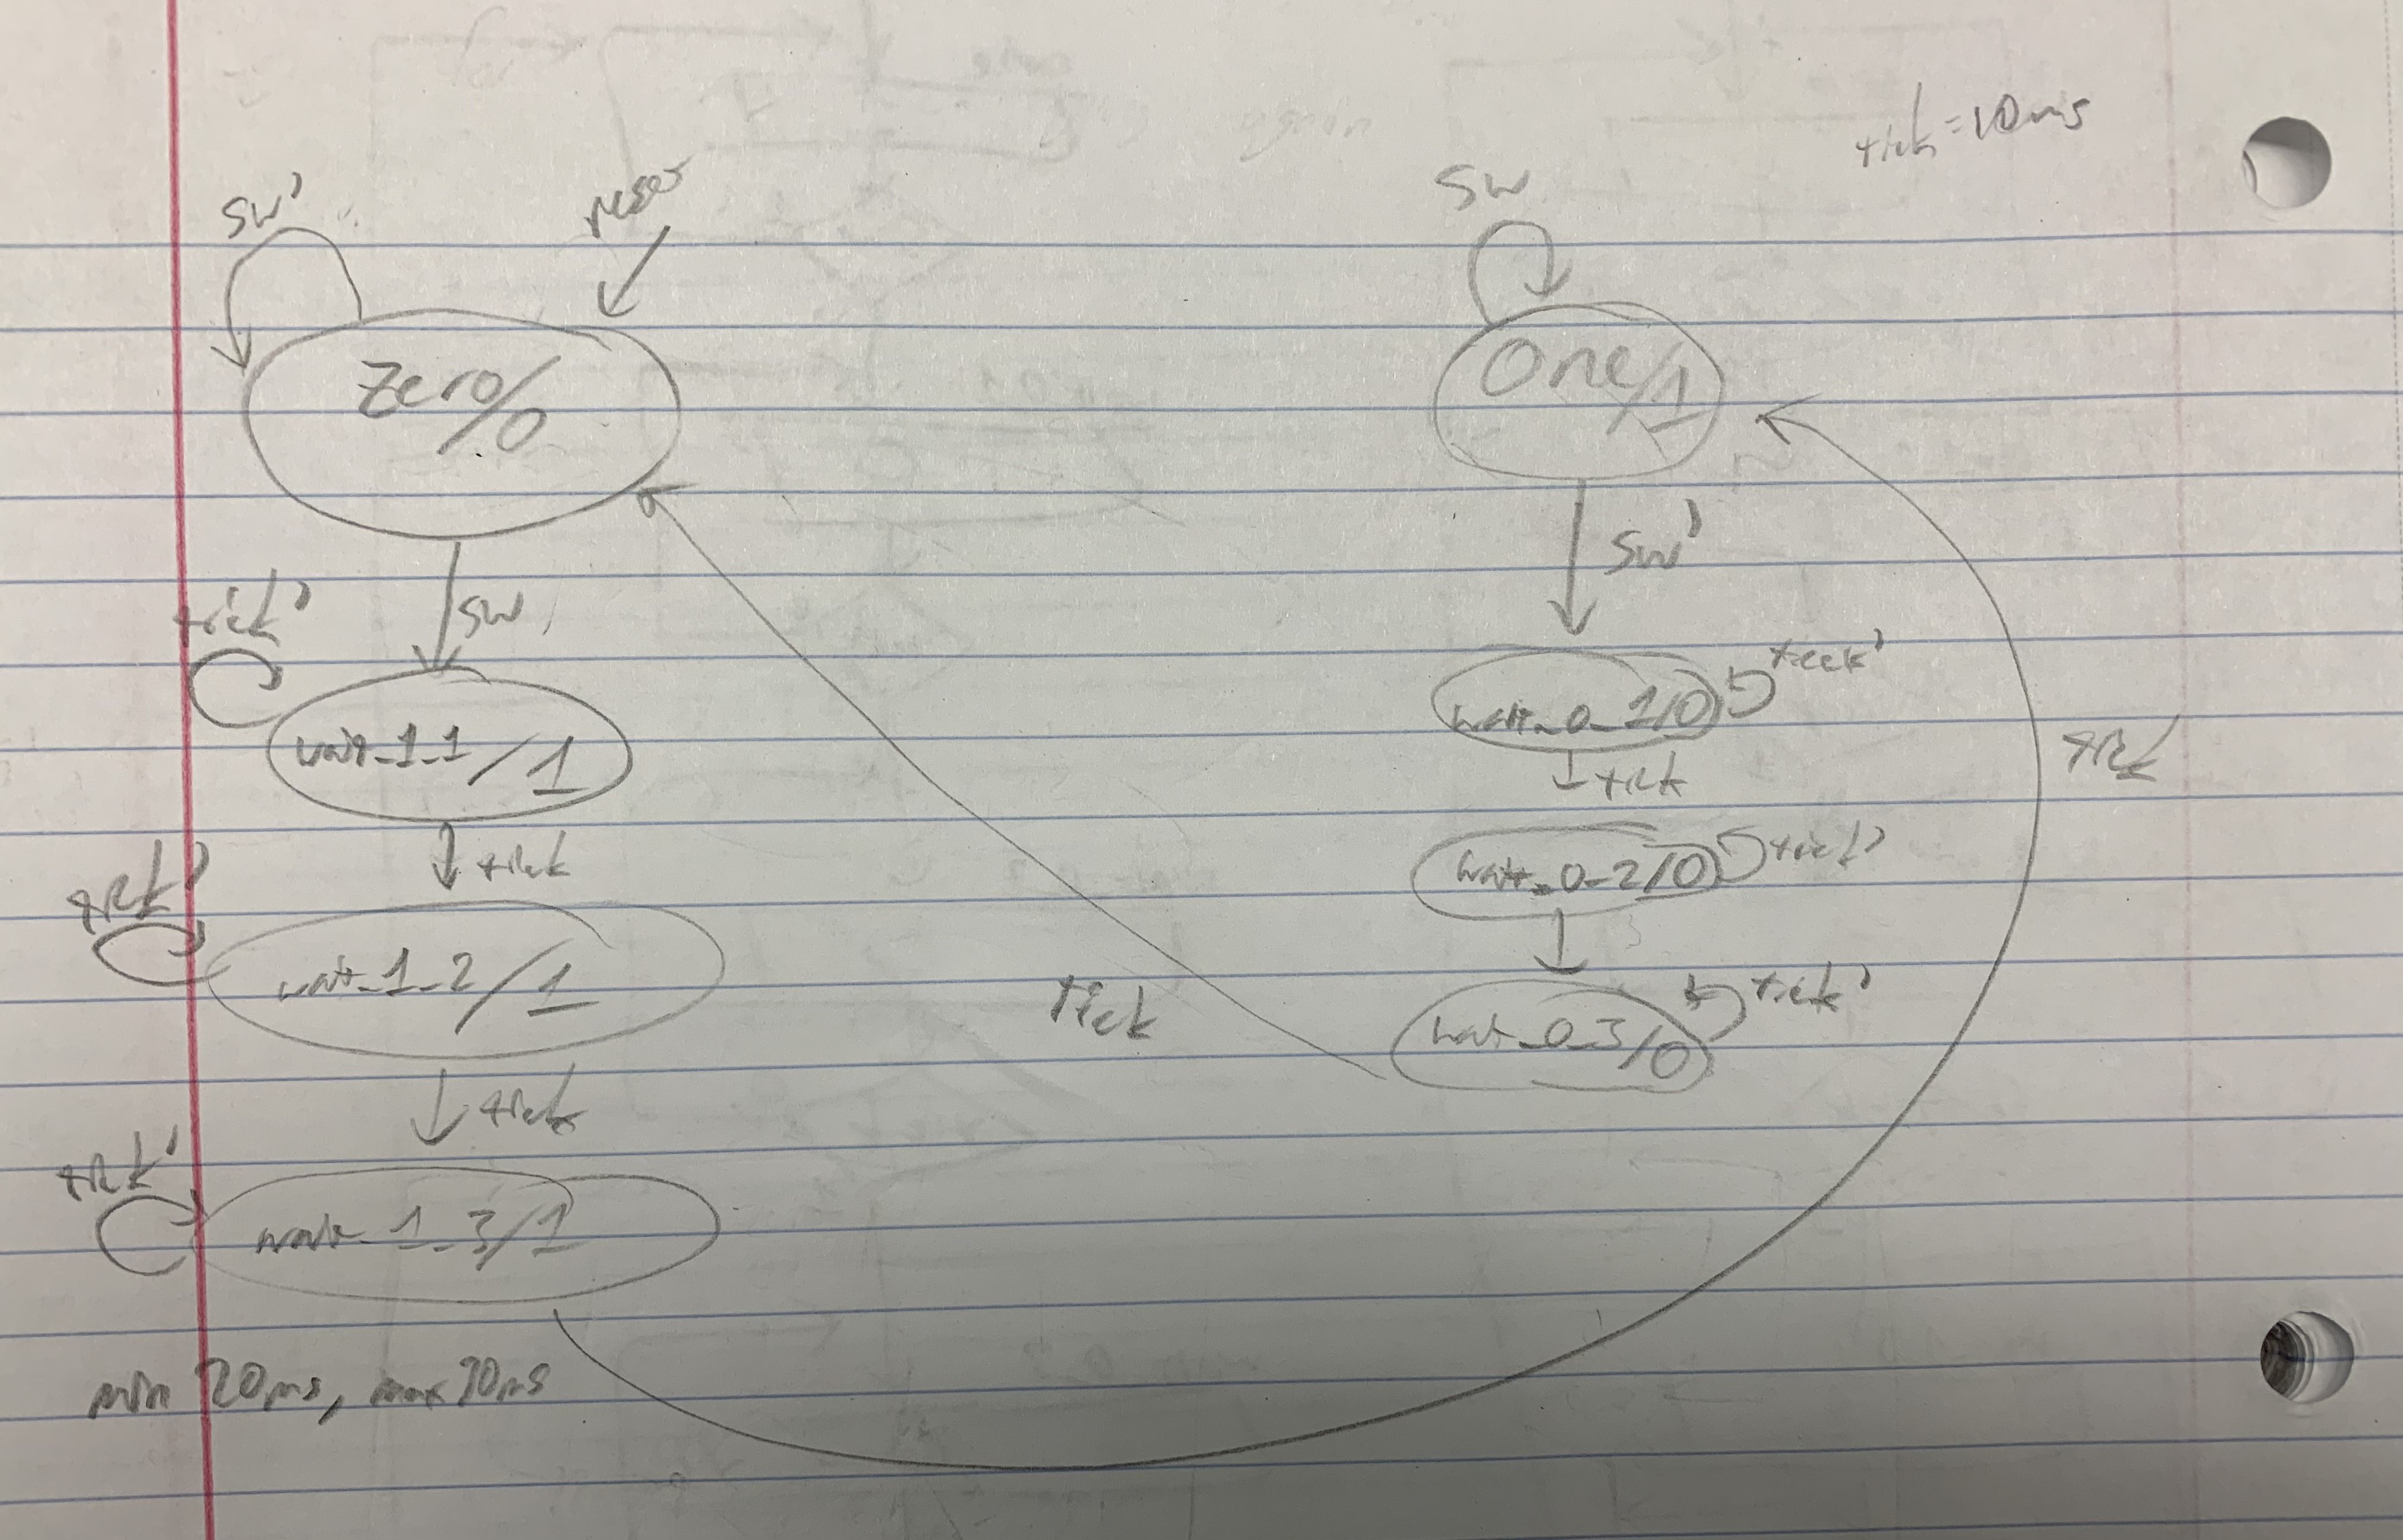 tick=10ms
sw'
reset
sw
Zero/0
One/1
sw
sw'
tick'
wait_1_1/1
wait_0_1/0
tick'
tick
tick
tick
tick'
wait_1_2/1
wait_0_2/0
tick'
tick
wait_0_3/0
tick'
tick
tick'
wait_1_3/1
min 20ms, max 30ms